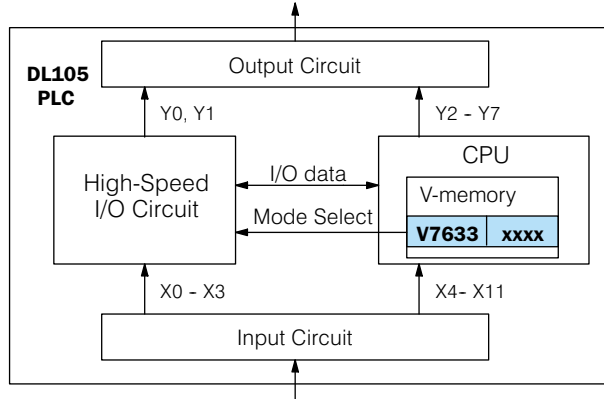 Output Circuit
DL105
PLC
Y0, Y1
Y2 - Y7
High-Speed
I/O Circuit
I/O data
Mode Select
CPU
V-memory
V7633 xxxx
X0 - X3
X4- X11
Input Circuit